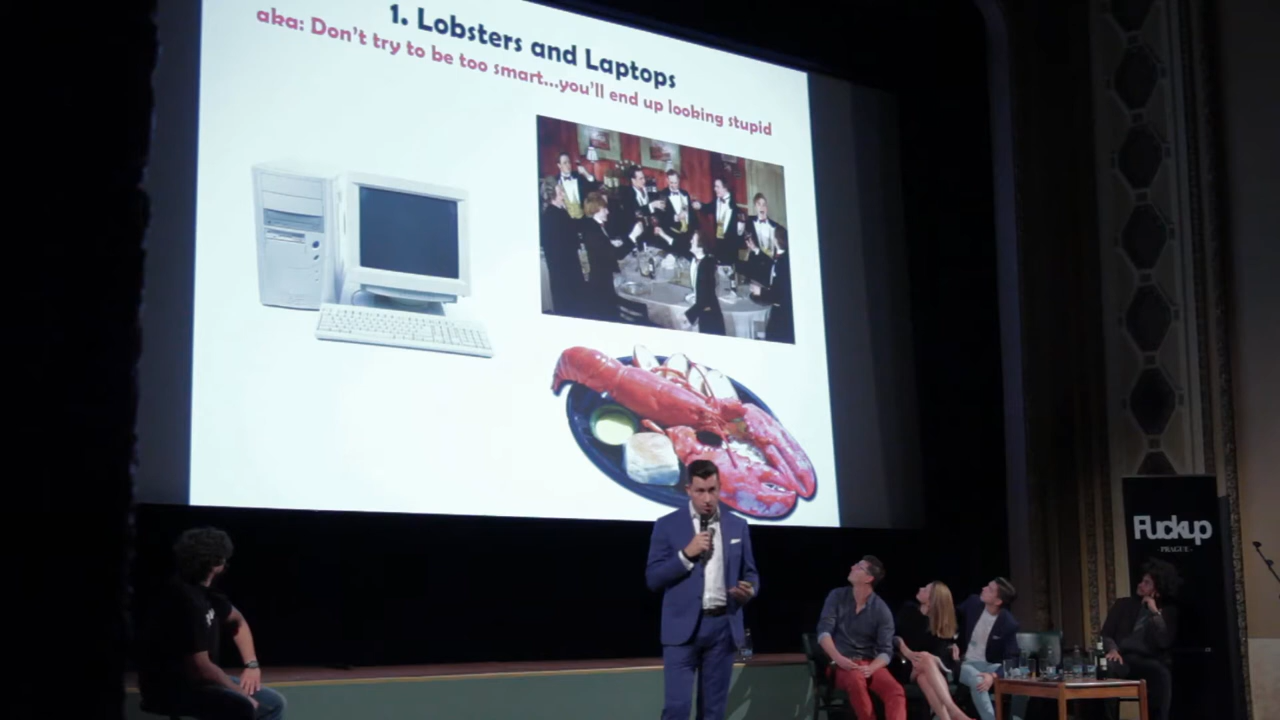 1. Lobsters and Laptops
aka: Don't try to be too smart...you'll end up looking stupid
Fuckup
- PRAGUE -